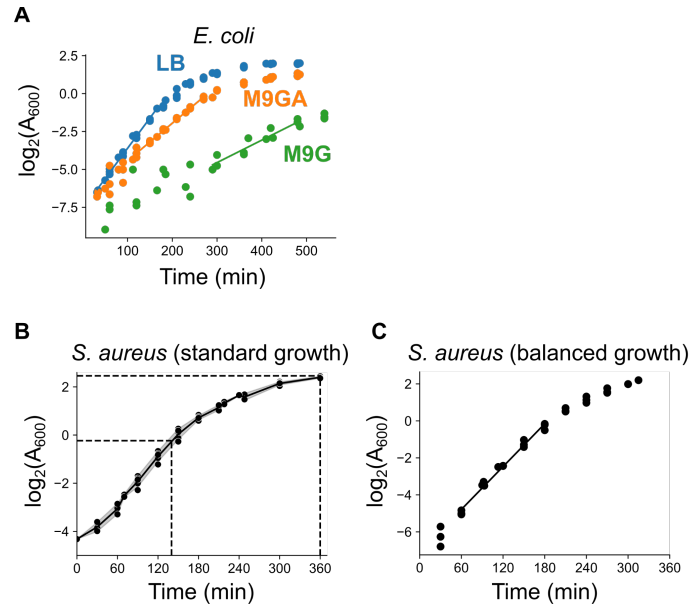 A
E. coli
LB
M9GA
M9G
log₂(A₆₀₀)
2.5
0.0
−2.5
−5.0
−7.5
100 200 300 400 500
Time (min)
B
S. aureus (standard growth)
log₂(A₆₀₀)
2
0
−2
−4
0 60 120 180 240 300 360
Time (min)
C
S. aureus (balanced growth)
log₂(A₆₀₀)
2
0
−2
−4
−6
0 60 120 180 240 300 360
Time (min)